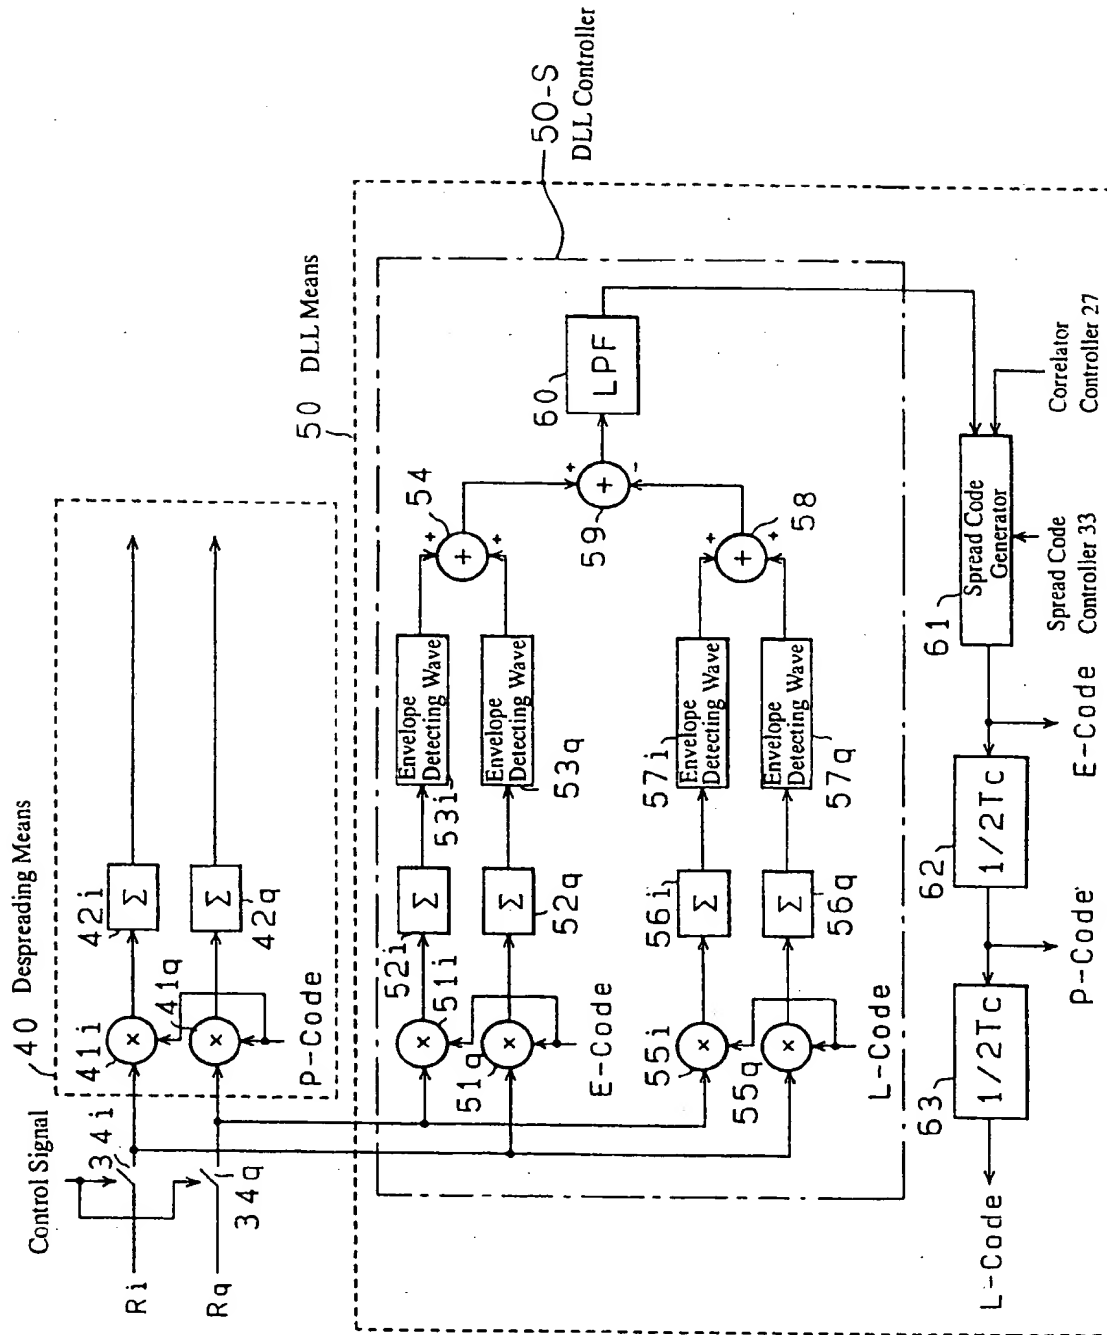 40 Despreading Means
Control Signal
34i
34q
Ri
Rq
41i
41q
×
×
42i
42q
Σ
Σ
P-Code
50 DLL Means
50-S
DLL Controller
52i
51i
51q
×
×
Σ
Σ
52q
E-Code
53i
Envelope
Detecting Wave
Envelope
Detecting Wave
53q
54
+
+
+
55i
55q
×
×
56i
Σ
Σ
56q
L-Code
57i
Envelope
Detecting Wave
Envelope
Detecting Wave
57q
58
+
+
+
59
+
+
-
60
LPF
61
Spread Code
Generator
Correlator
Controller 27
Spread Code
Controller 33
E-Code
62
1/2Tc
P-Code
63
1/2Tc
L-Code